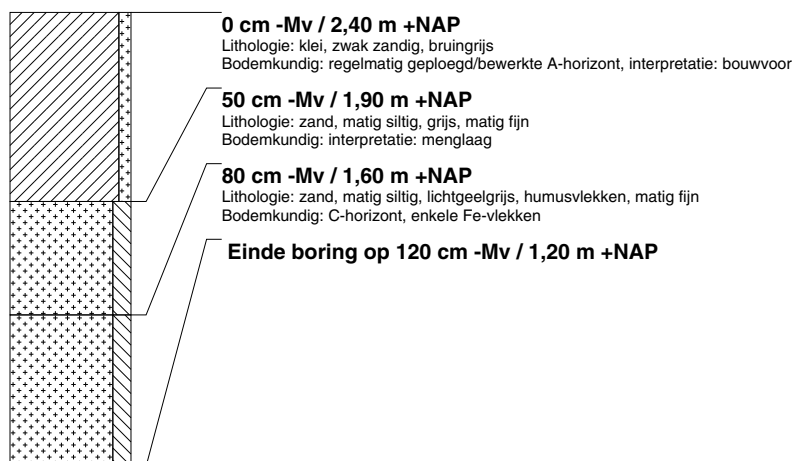 0 cm -Mv / 2,40 m +NAP
Lithologie: klei, zwak zandig, bruingrijs
Bodemkundig: regelmatig geploegd/bewerkte A-horizont, interpretatie: bouwvoor
50 cm -Mv / 1,90 m +NAP
Lithologie: zand, matig siltig, grijs, matig fijn
Bodemkundig: interpretatie: menglaag
80 cm -Mv / 1,60 m +NAP
Lithologie: zand, matig siltig, lichtgeelgrijs, humusvlekken, matig fijn
Bodemkundig: C-horizont, enkele Fe-vlekken
Einde boring op 120 cm -Mv / 1,20 m +NAP